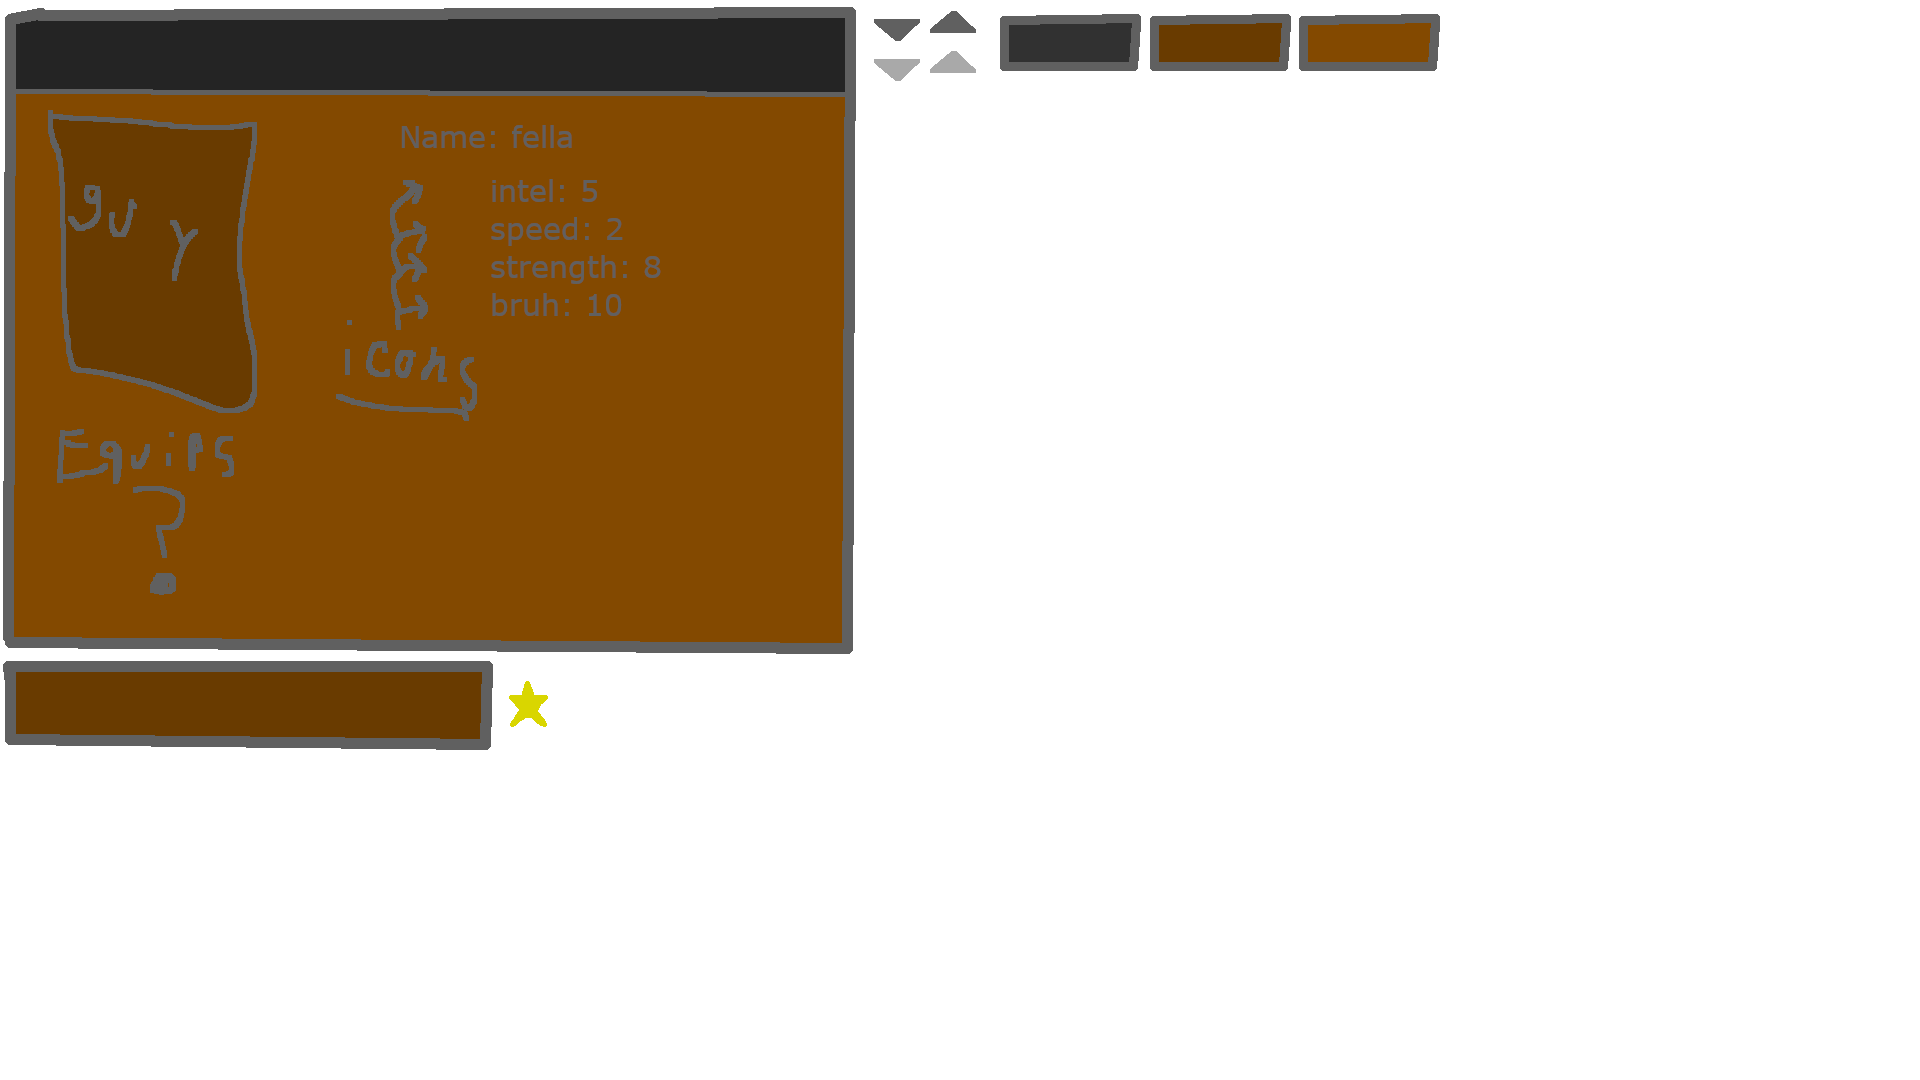 Name: fella
guy
intel: 5
speed: 2
strength: 8
bruh: 10
icons
Equips
?